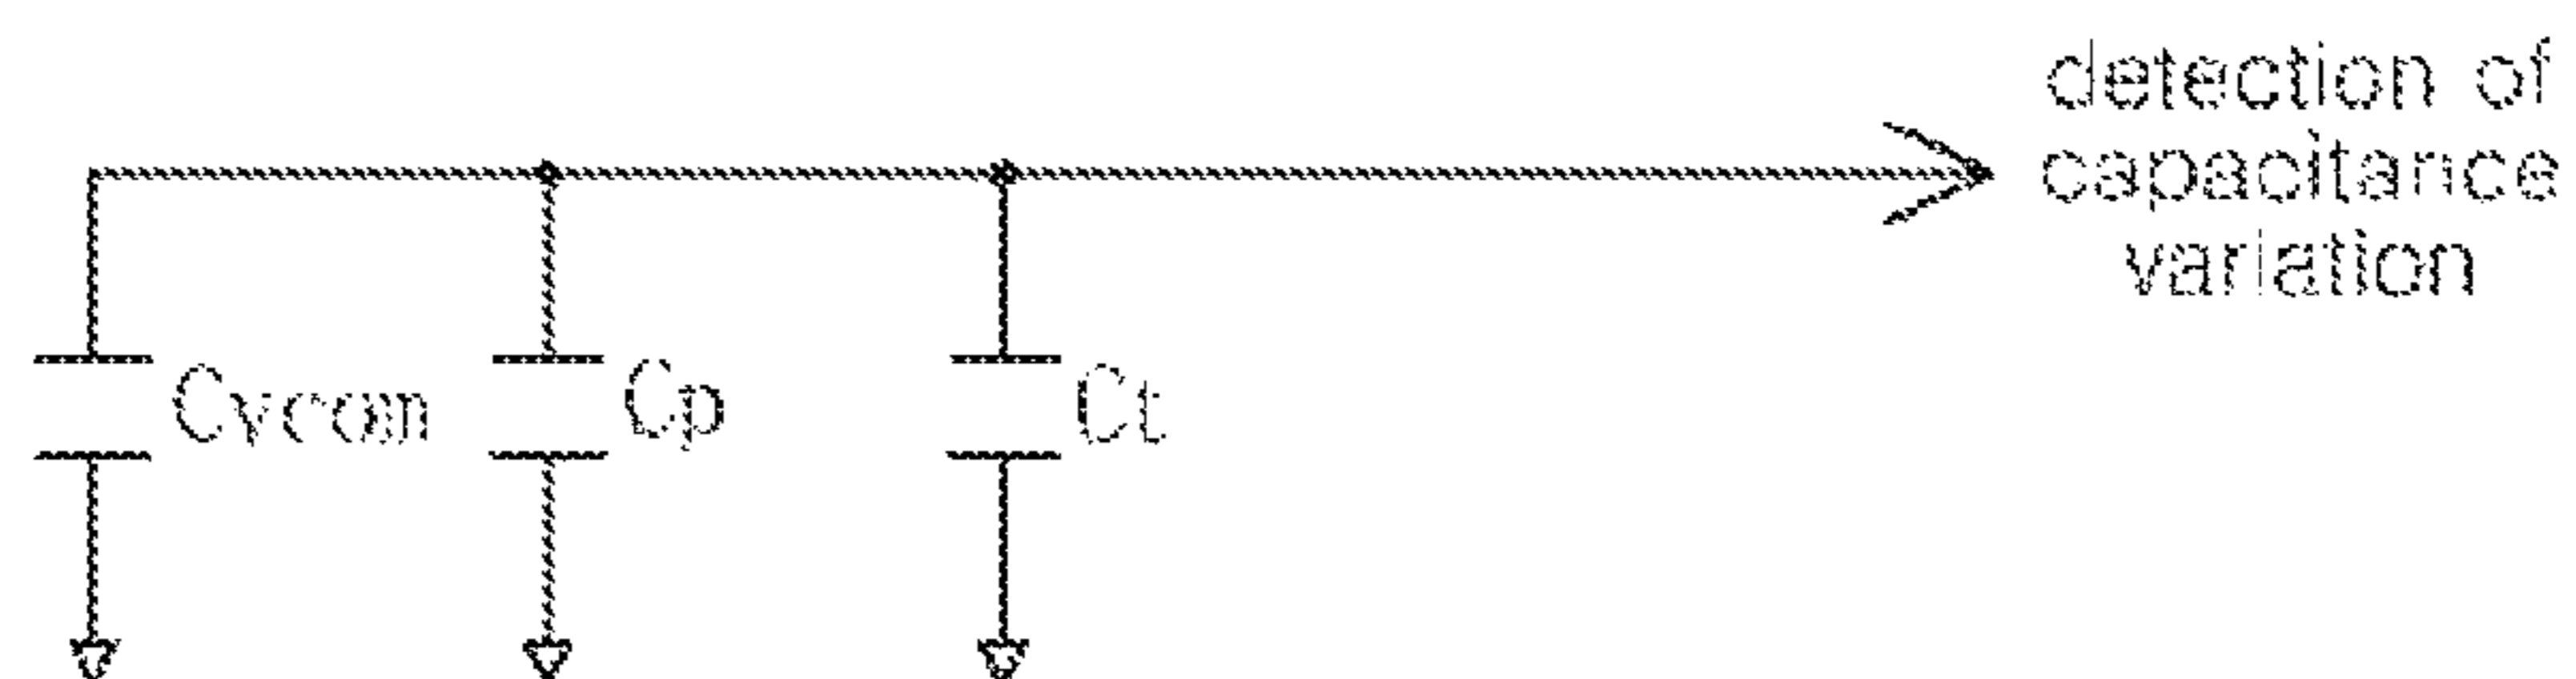 detection of
capacitance
variation
Cvcom
Cp
Ct